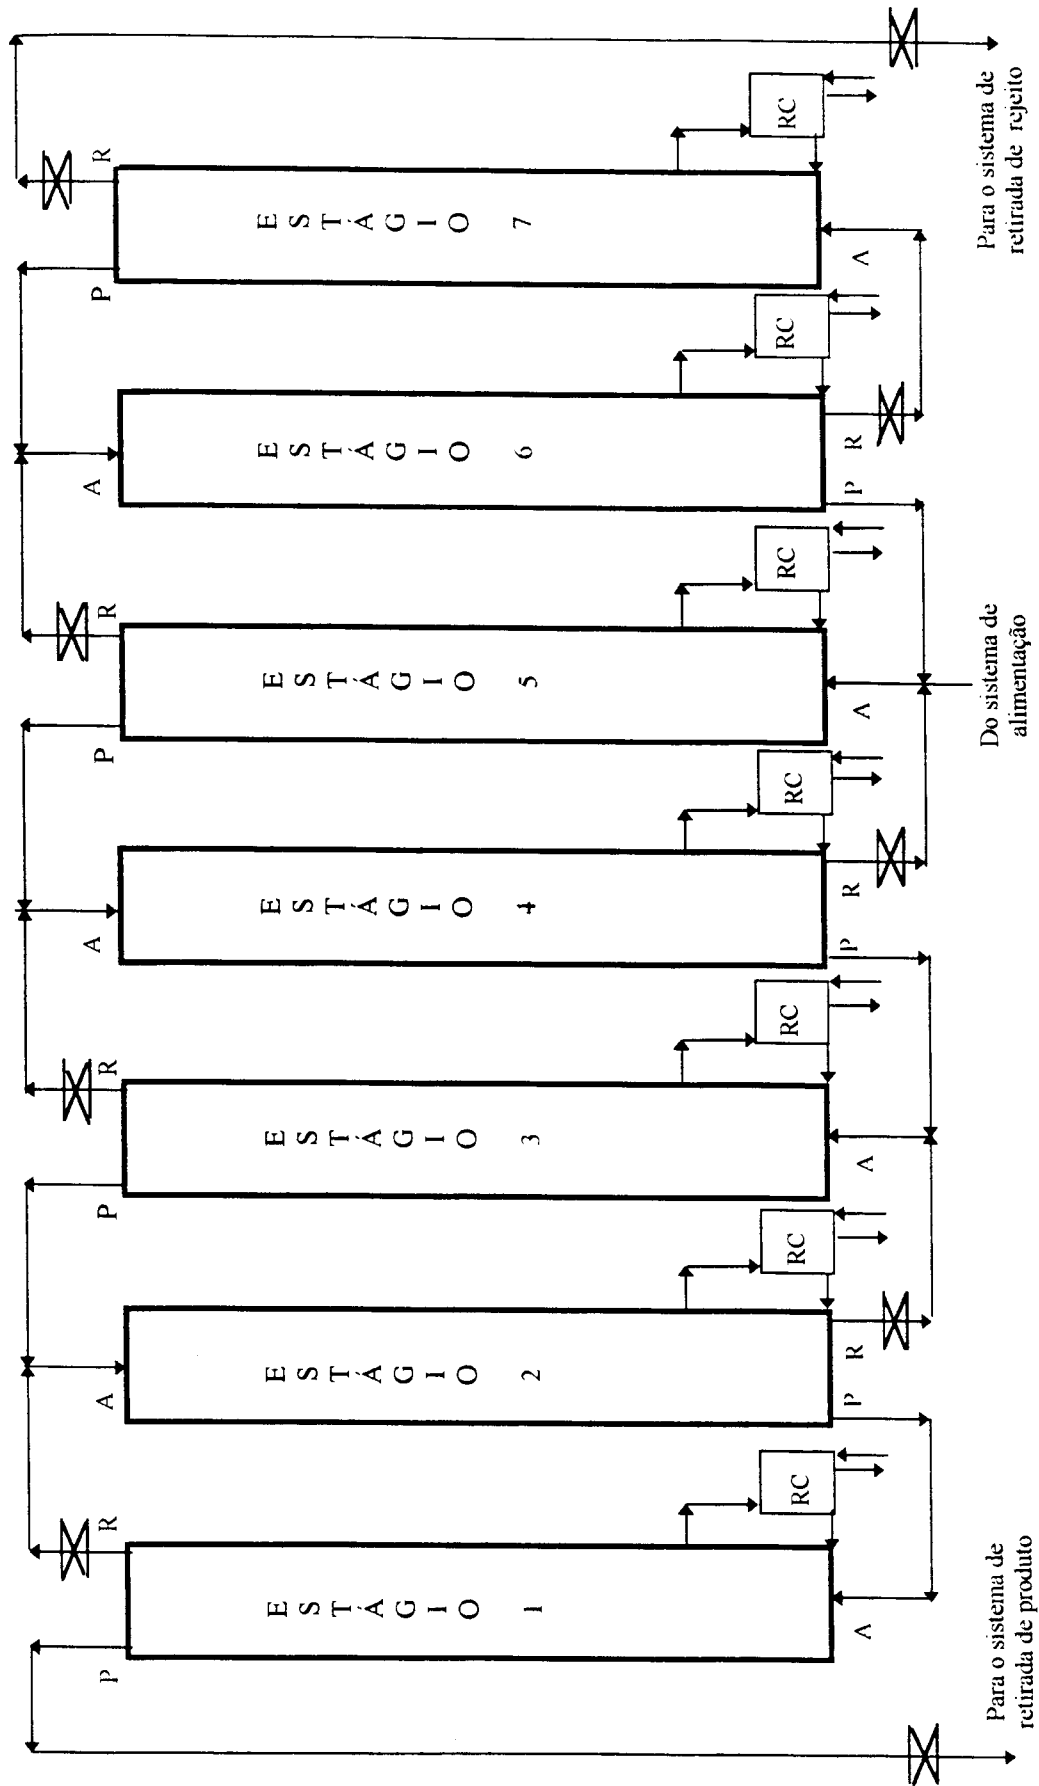 P R
ESTÁGIO 1
RC
A
A
ESTÁGIO 2
RC
P R
P R
ESTÁGIO 3
RC
A
A
ESTÁGIO 4
RC
P R
P R
ESTÁGIO 5
RC
A
A
ESTÁGIO 6
RC
P R
P R
ESTÁGIO 7
RC
A
Para o sistema de
retirada de produto
Do sistema de
alimentação
Para o sistema de
retirada de rejeito